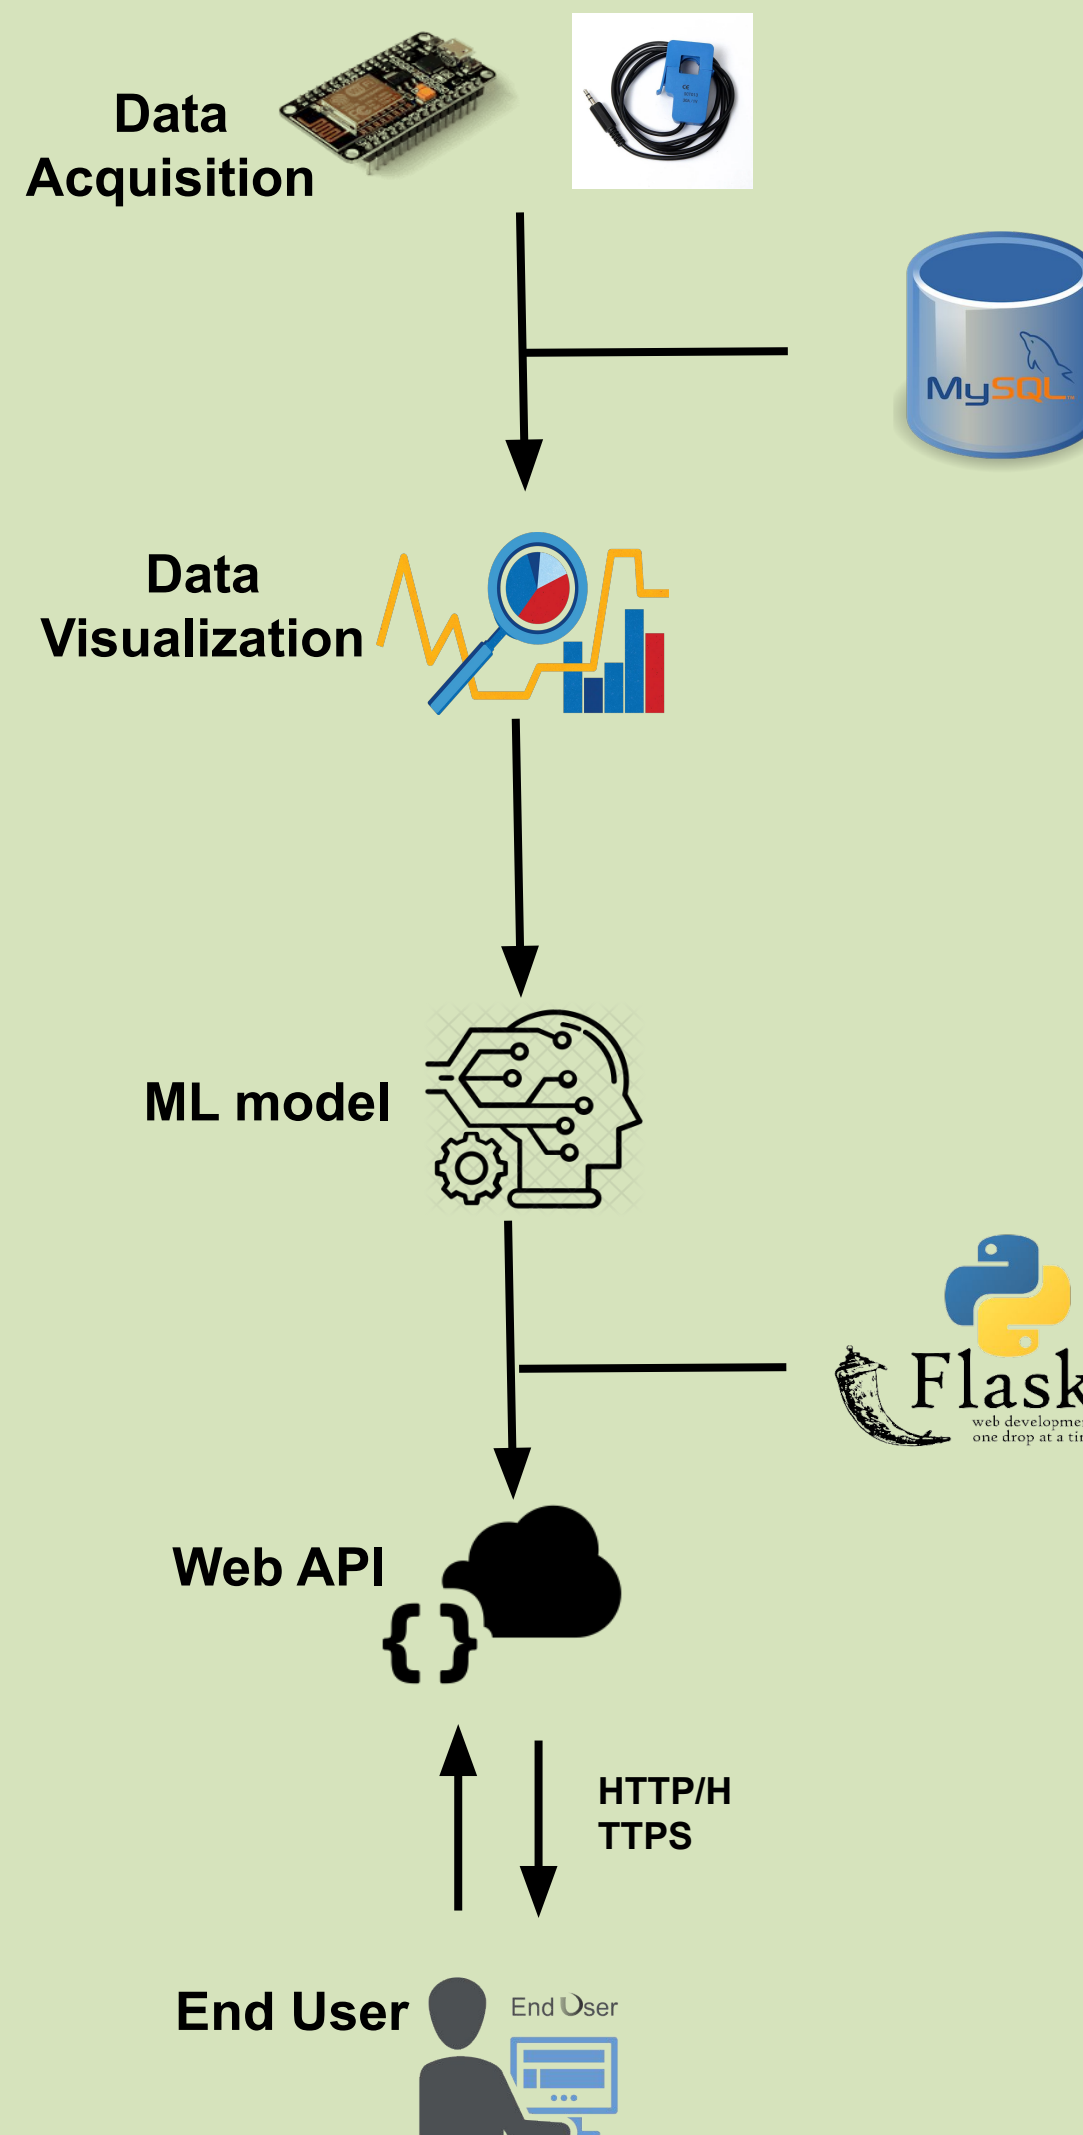 Data
Acquisition
MySQL
Data
Visualization
ML model
Flask
web developme
one drop at a ti
Web API
{}
HTTP/H
TTPS
End User
End User